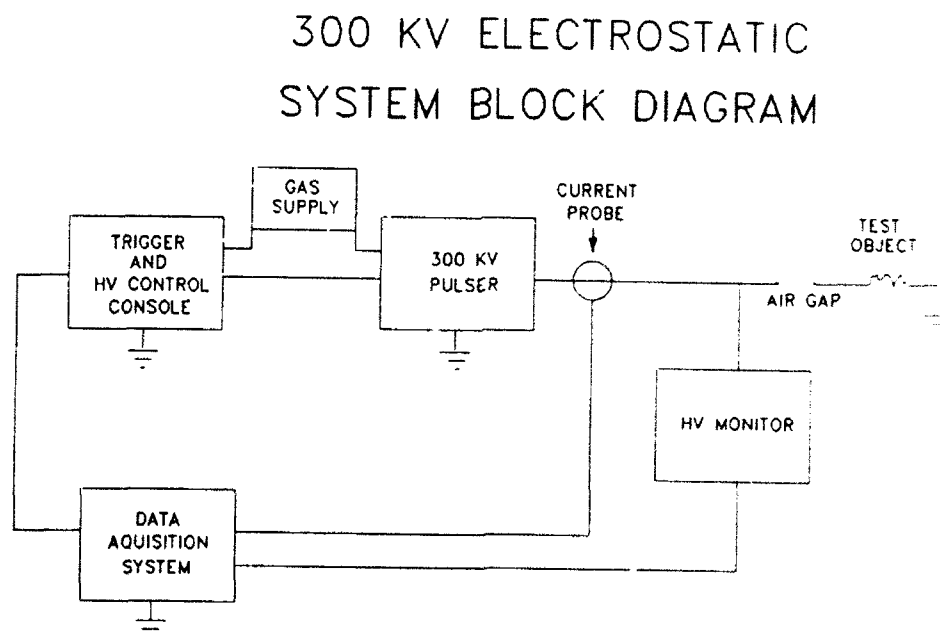 300 KV ELECTROSTATIC
SYSTEM BLOCK DIAGRAM
GAS
SUPPLY
CURRENT
PROBE
TRIGGER
AND
HV CONTROL
CONSOLE
300 KV
PULSER
TEST
OBJECT
AIR GAP
HV MONITOR
DATA
AQUISITION
SYSTEM